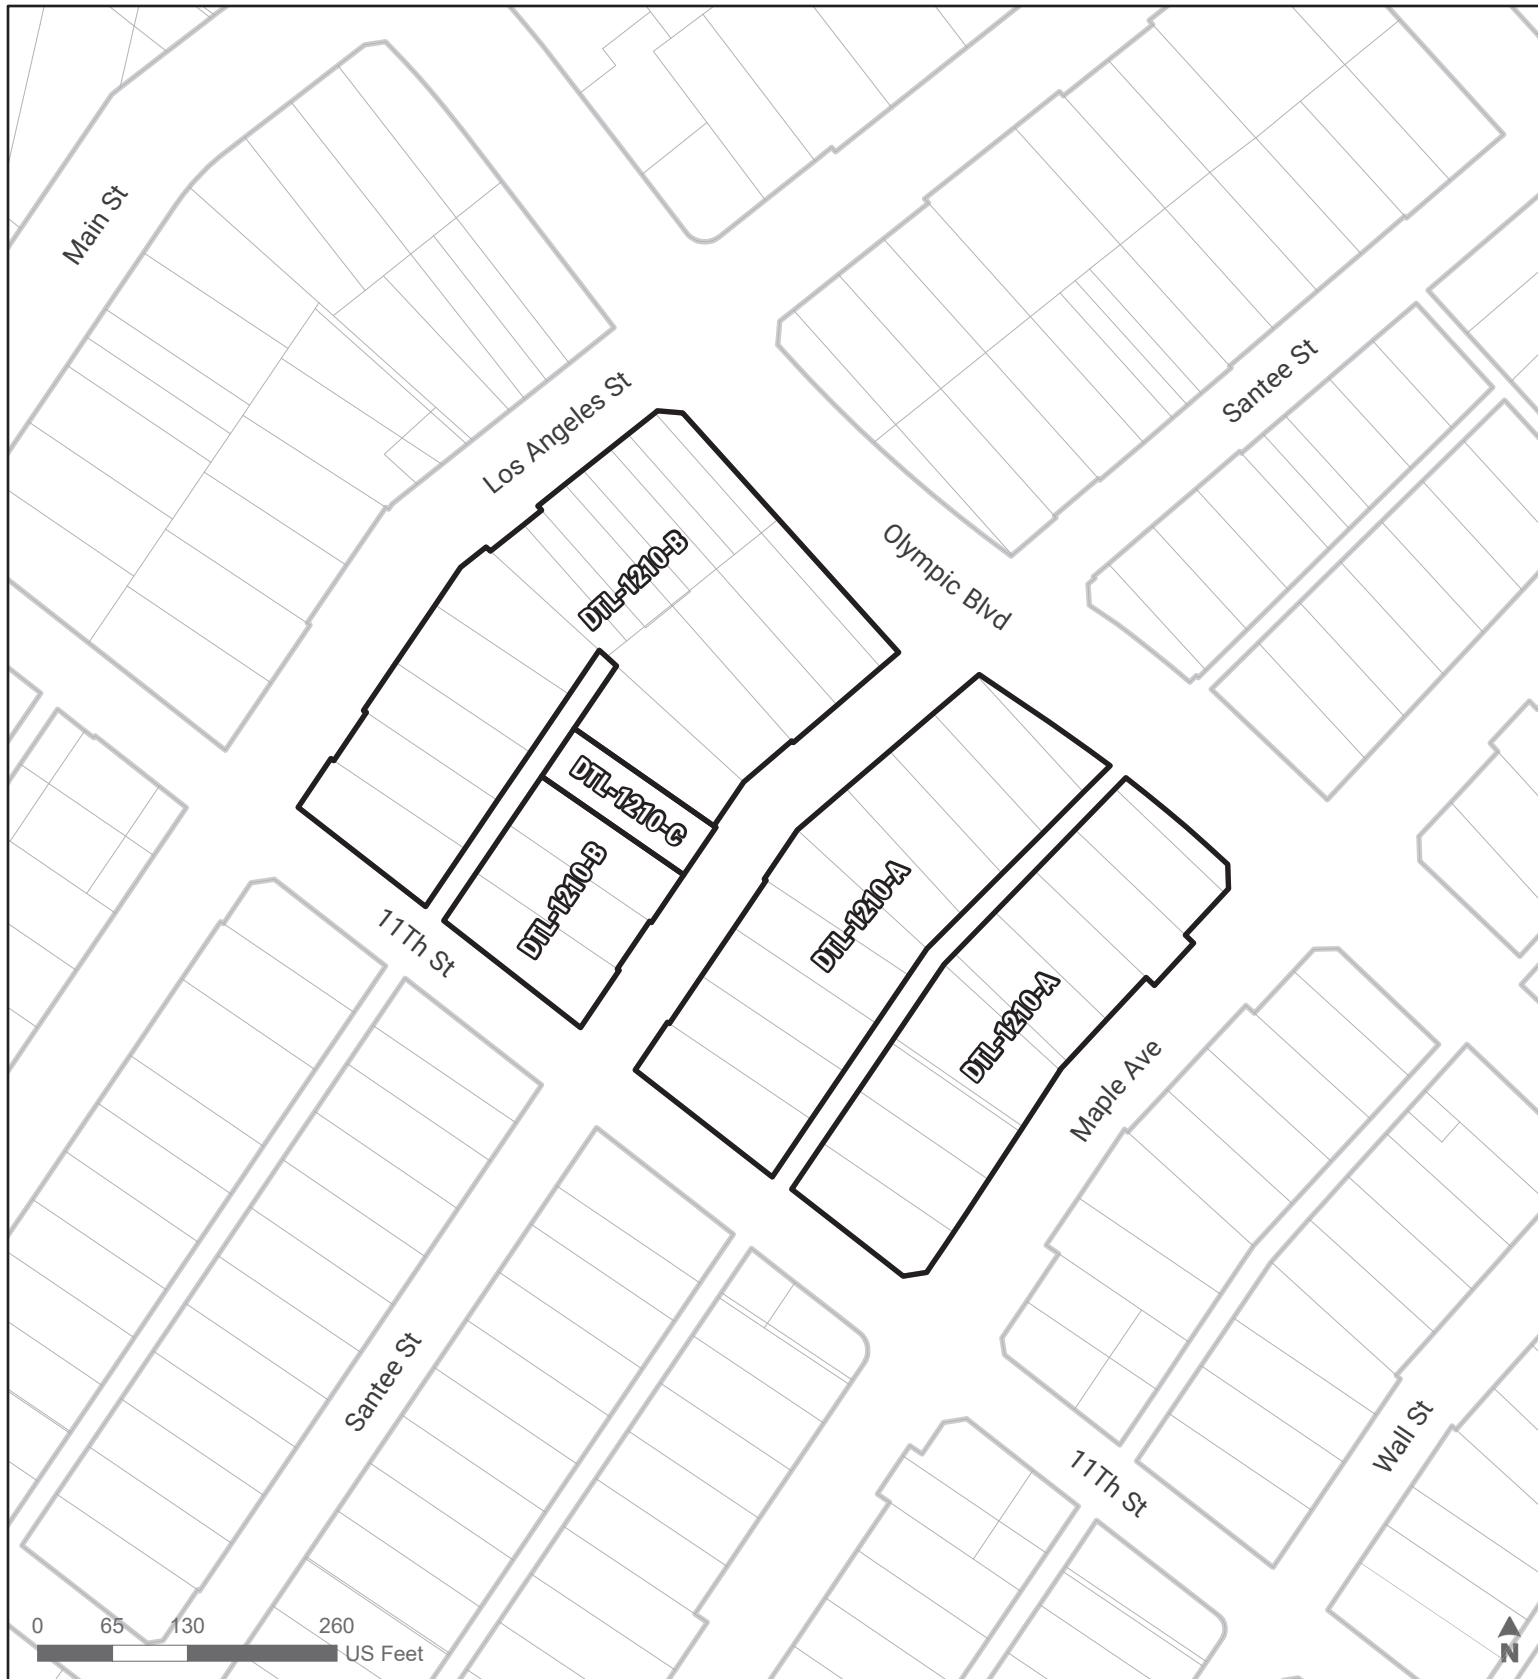 Main St
Los Angeles St
Santee St
Olympic Blvd
DTL-1210-B
DTL-1210-C
DTL-1210-B
DTL-1210-A
DTL-1210-A
11Th St
Maple Ave
Santee St
Wall St
11Th St
0 65 130 260
US Feet
N